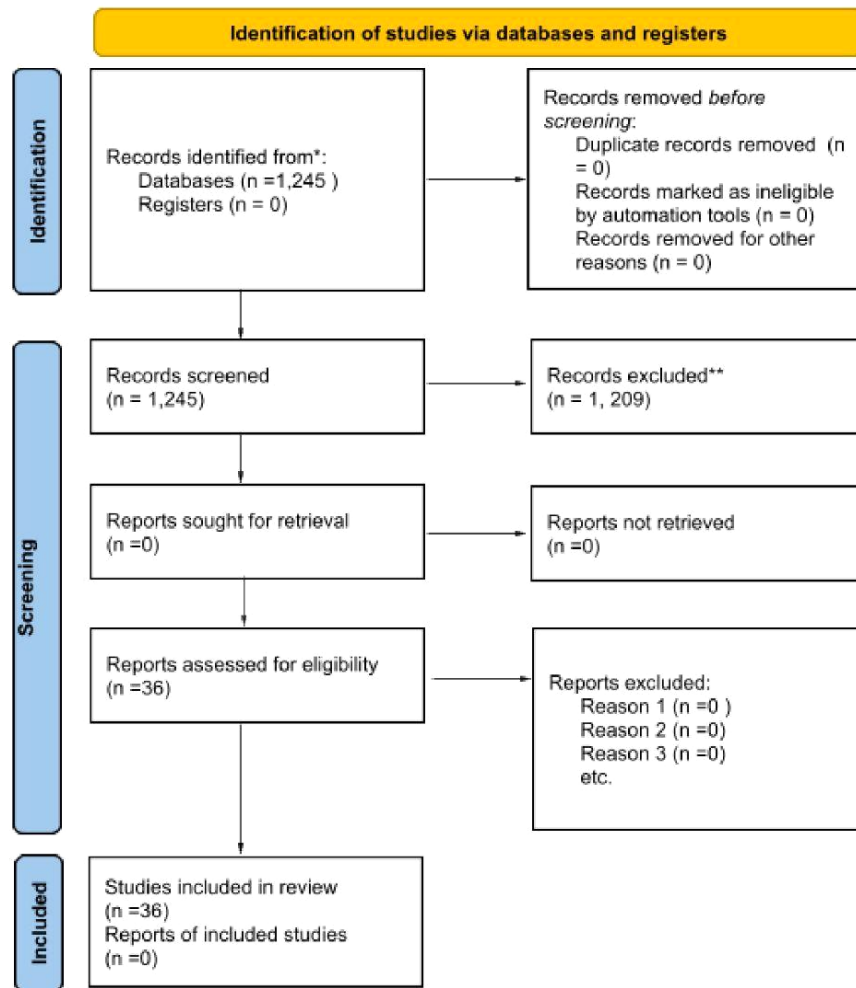 Identification of studies via databases and registers
Identification
Records identified from*:
Databases (n =1,245 )
Registers (n = 0)
Records removed before
screening:
Duplicate records removed (n
= 0)
Records marked as ineligible
by automation tools (n = 0)
Records removed for other
reasons (n = 0)
Screening
Records screened
(n = 1,245)
Records excluded**
(n = 1, 209)
Reports sought for retrieval
(n =0)
Reports not retrieved
(n =0)
Reports assessed for eligibility
(n =36)
Reports excluded:
Reason 1 (n =0 )
Reason 2 (n =0)
Reason 3 (n =0)
etc.
Included
Studies included in review
(n =36)
Reports of included studies
(n =0)